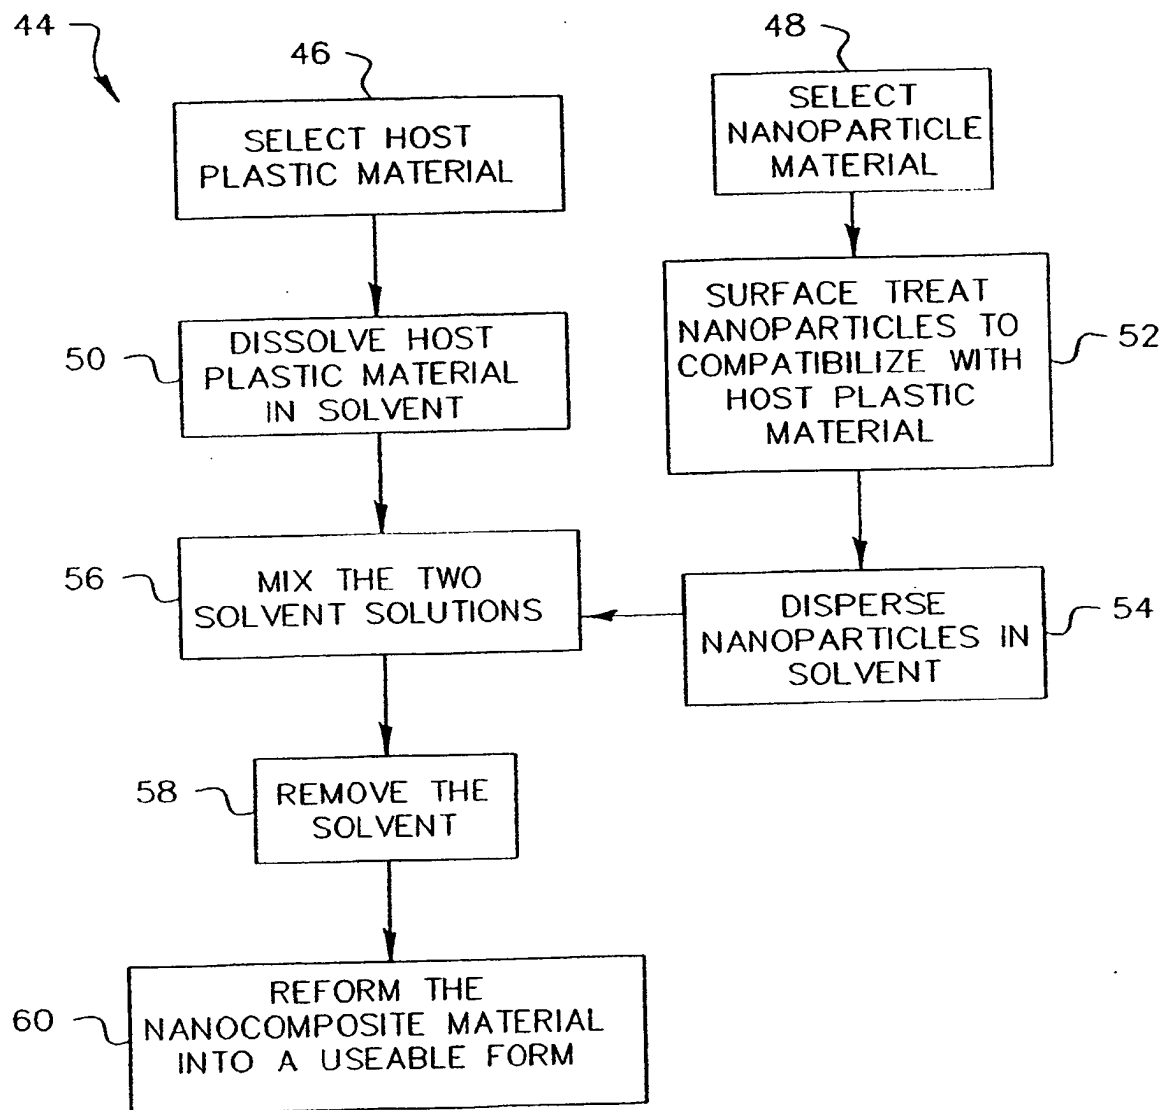 44
46
SELECT HOST
PLASTIC MATERIAL
48
SELECT
NANOPARTICLE
MATERIAL
50
DISSOLVE HOST
PLASTIC MATERIAL
IN SOLVENT
SURFACE TREAT
NANOPARTICLES TO
COMPATIBILIZE WITH
HOST PLASTIC
MATERIAL
52
56
MIX THE TWO
SOLVENT SOLUTIONS
DISPERSE
NANOPARTICLES IN
SOLVENT
54
58
REMOVE THE
SOLVENT
60
REFORM THE
NANOCOMPOSITE MATERIAL
INTO A USEABLE FORM